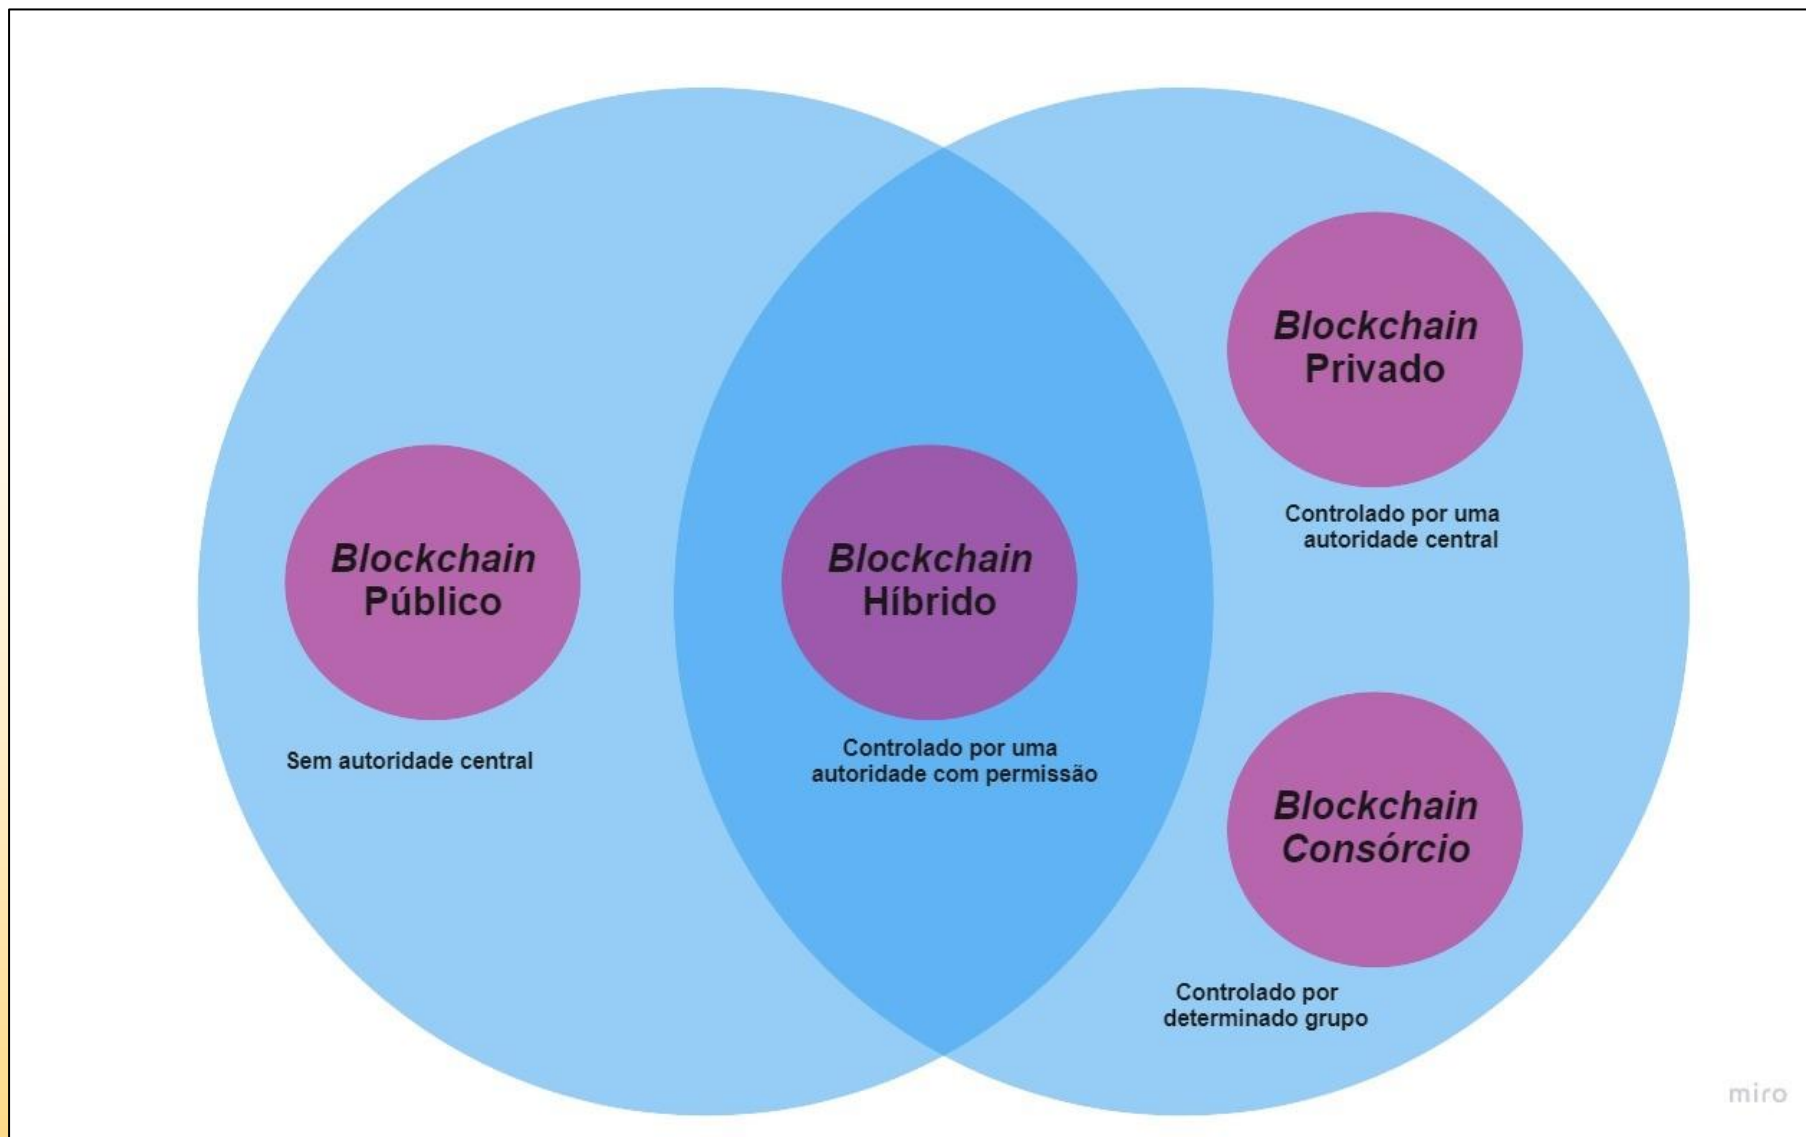 Blockchain
Público
Sem autoridade central
Blockchain
Híbrido
Controlado por uma
autoridade com permissão
Blockchain
Privado
Controlado por uma
autoridade central
Blockchain
Consórcio
Controlado por
determinado grupo
miro